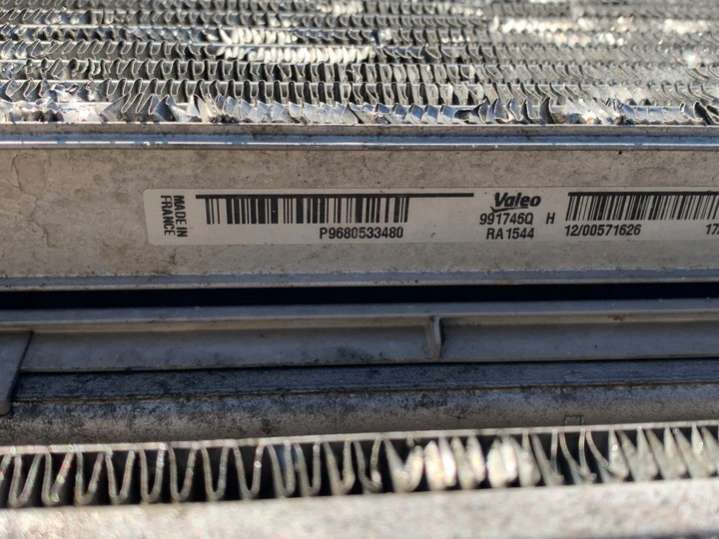 MADE IN
FRANCE
P9680533480
Valeo
991745Q H
RA1544
12/00571626